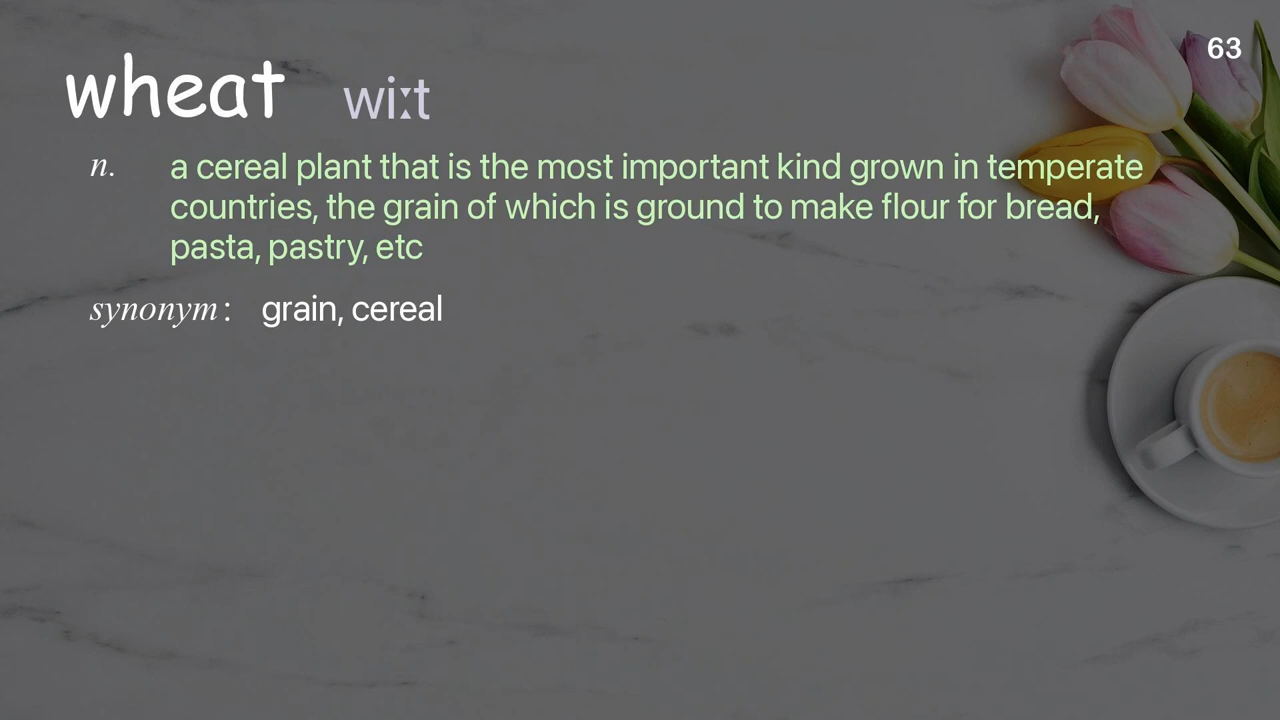 63
wheat wiːt
n. a cereal plant that is the most important kind grown in temperate
countries, the grain of which is ground to make flour for bread,
pasta, pastry, etc
synonym: grain, cereal